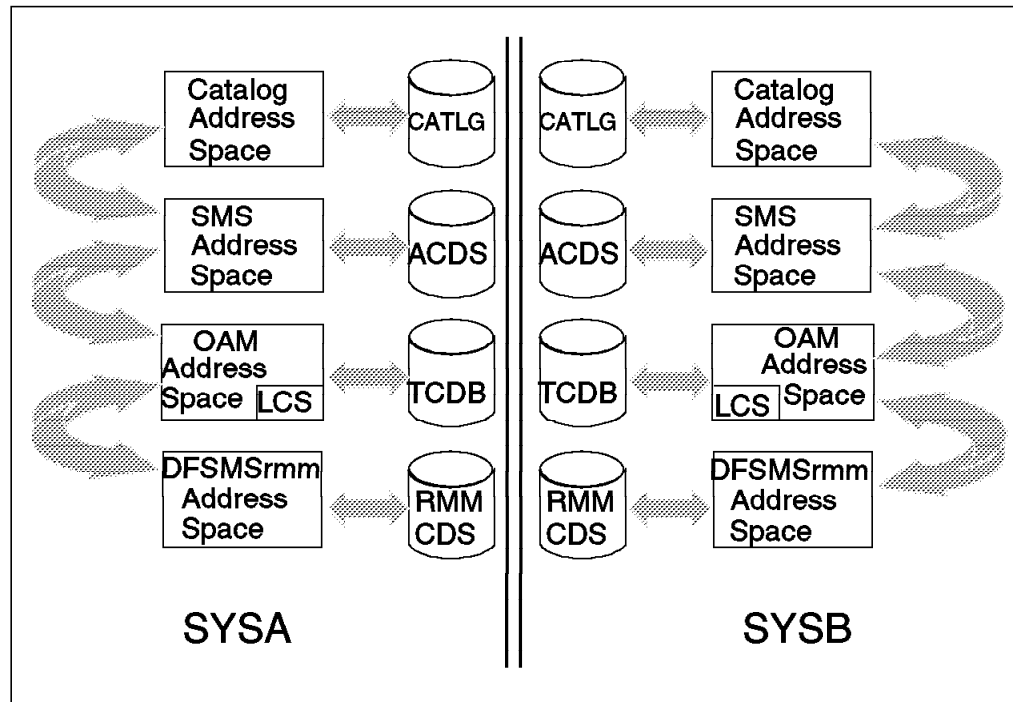 Catalog
Address
Space
CATLG
CATLG
Catalog
Address
Space
SMS
Address
Space
ACDS
ACDS
SMS
Address
Space
OAM
Address
Space
LCS
TCDB
TCDB
OAM
Address
Space
LCS
DFSMSrmm
Address
Space
RMM
CDS
RMM
CDS
DFSMSrmm
Address
Space
SYSA
SYSB